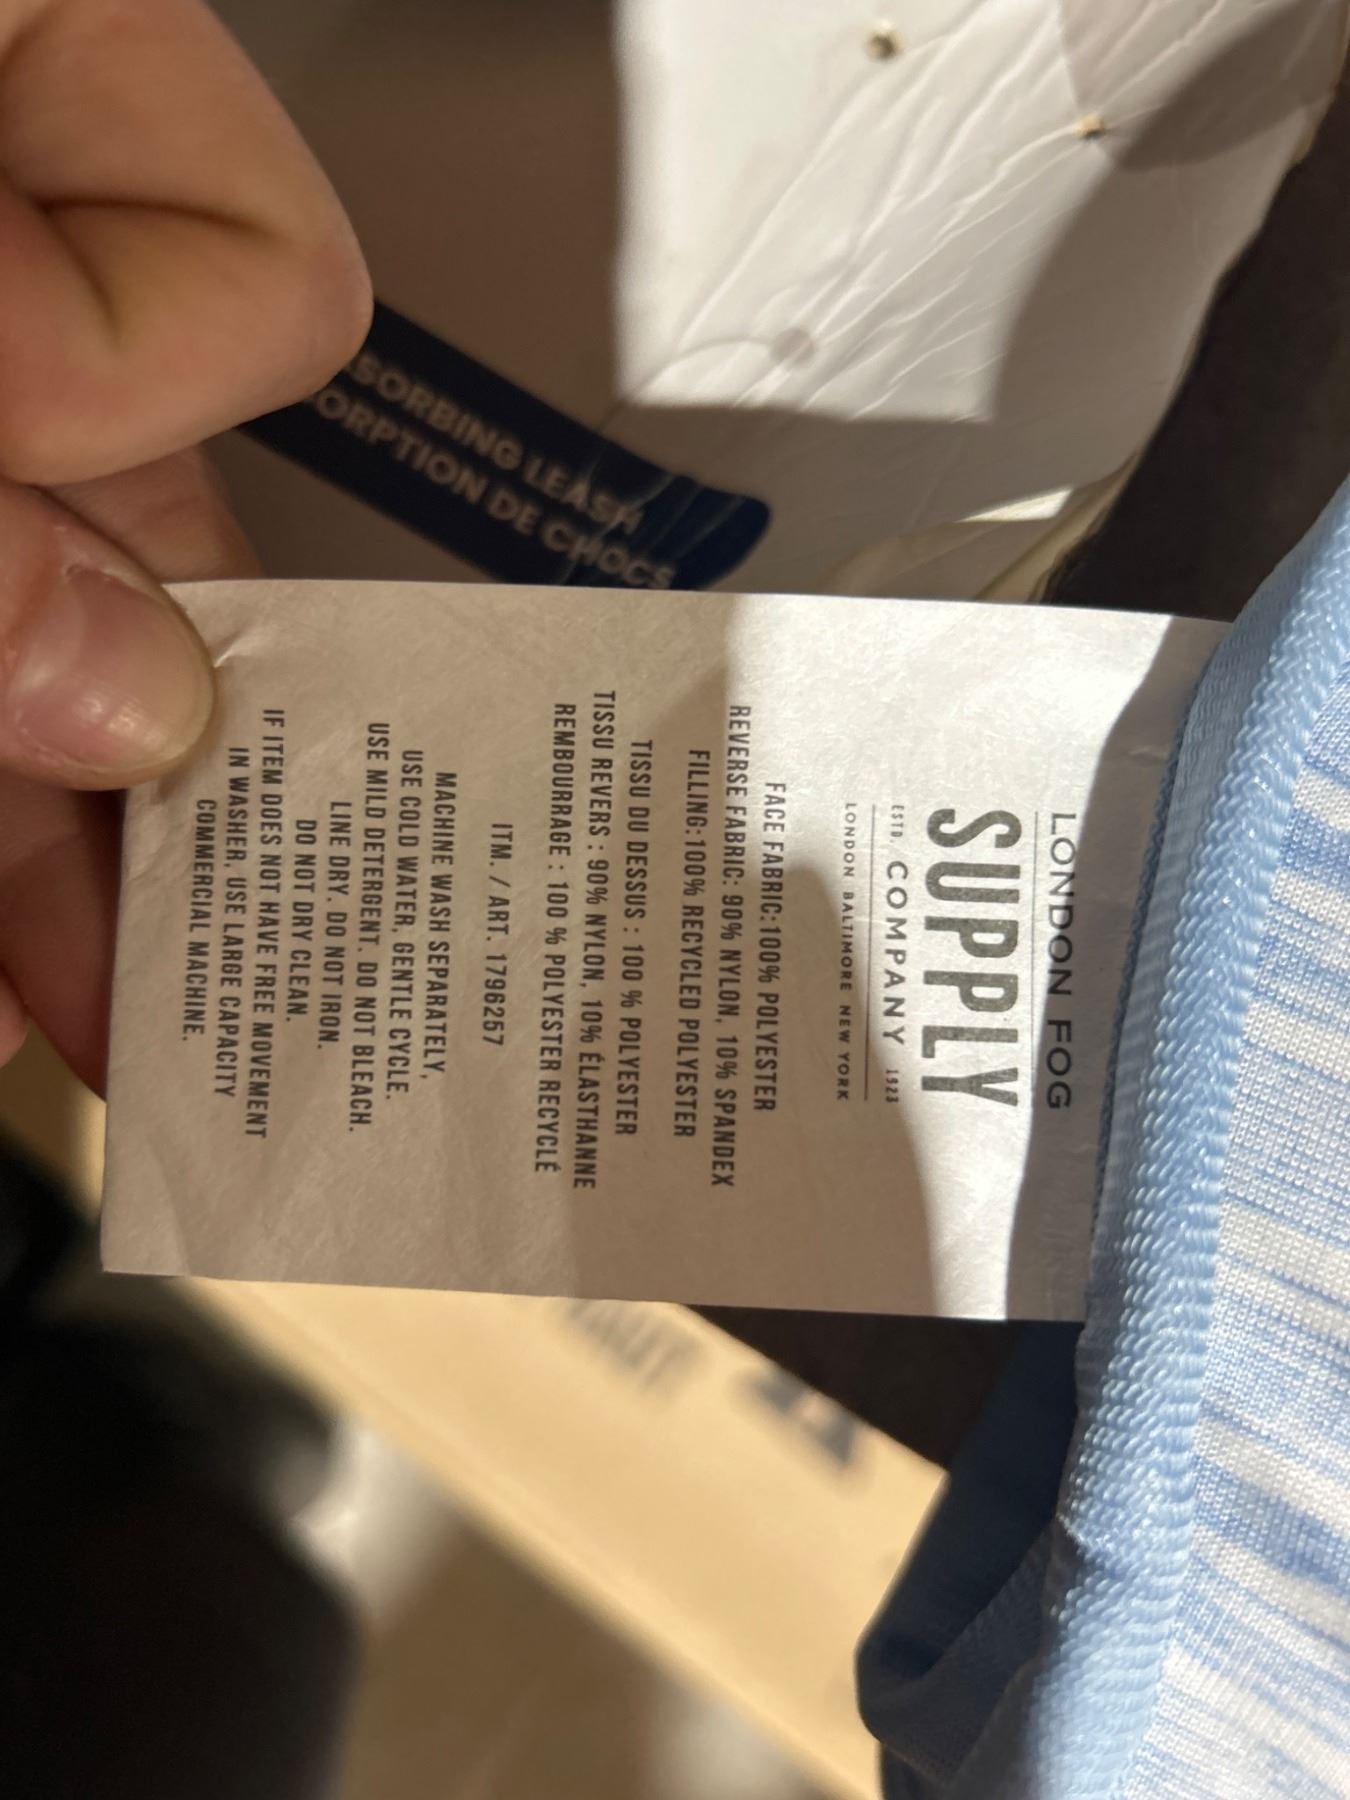 LONDON FOG
SUPPLY
ESTD. COMPANY 1923
LONDON BALTIMORE NEW YORK
FACE FABRIC:100% POLYESTER
REVERSE FABRIC: 90% NYLON, 10% SPANDEX
FILING:100% RECYCLED POLYESTER
TISSU DU DESSUS : 100 % POLYESTER
TISSU REVERS : 90% NYLON, 10% ÉLASTHANNE
REMBOURRAGE : 100 % POLYESTER RECYCLÉ
ITM. / ART. 1796257
MACHINE WASH SEPARATELY,
USE COLD WATER, GENTLE CYCLE.
USE MILD DETERGENT. DO NOT BLEACH.
LINE DRY. DO NOT IRON.
DO NOT DRY CLEAN.
IF ITEM DOES NOT HAVE FREE MOVEMENT
IN WASHER, USE LARGE CAPACITY
COMMERCIAL MACHINE.
LEASH
DE CHOCS